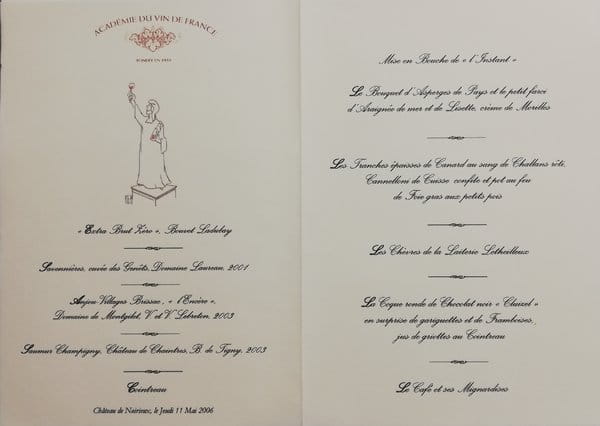 ACADÉMIE DU VIN DE FRANCE
FONDÉE EN 1933
« Extra Brut Zéro », Bouvet Ladubay
Savennières, cuvée des Genêts, Domaine Laureau, 2001
Anjou Villages Brissac, « l'Encère »,
Domaine de Montgilet, V. et V. Lebreton, 2003
Saumur Champigny, Château de Chaintres, B. de Tigny, 2003
Cointreau
Château de Noirieux, le Jeudi 11 Mai 2006
Mise en Bouche de « l'Instant »
Le Bouquet d'Asperges de Pays et le petit farci
d'Araignée de mer et de Lisette, crème de Morilles
Les Tranches épaisses de Canard au sang de Challans rôti,
Cannelloni de Cuisse confite et pot au feu
de Foie gras aux petits pois
Les Chèvres de la Laiterie Lotheilleux
La Coque ronde de Chocolat noir « Cluizel »
en surprise de gariguettes et de Framboises,
jus de griottes au Cointreau
Le Café et ses Mignardises